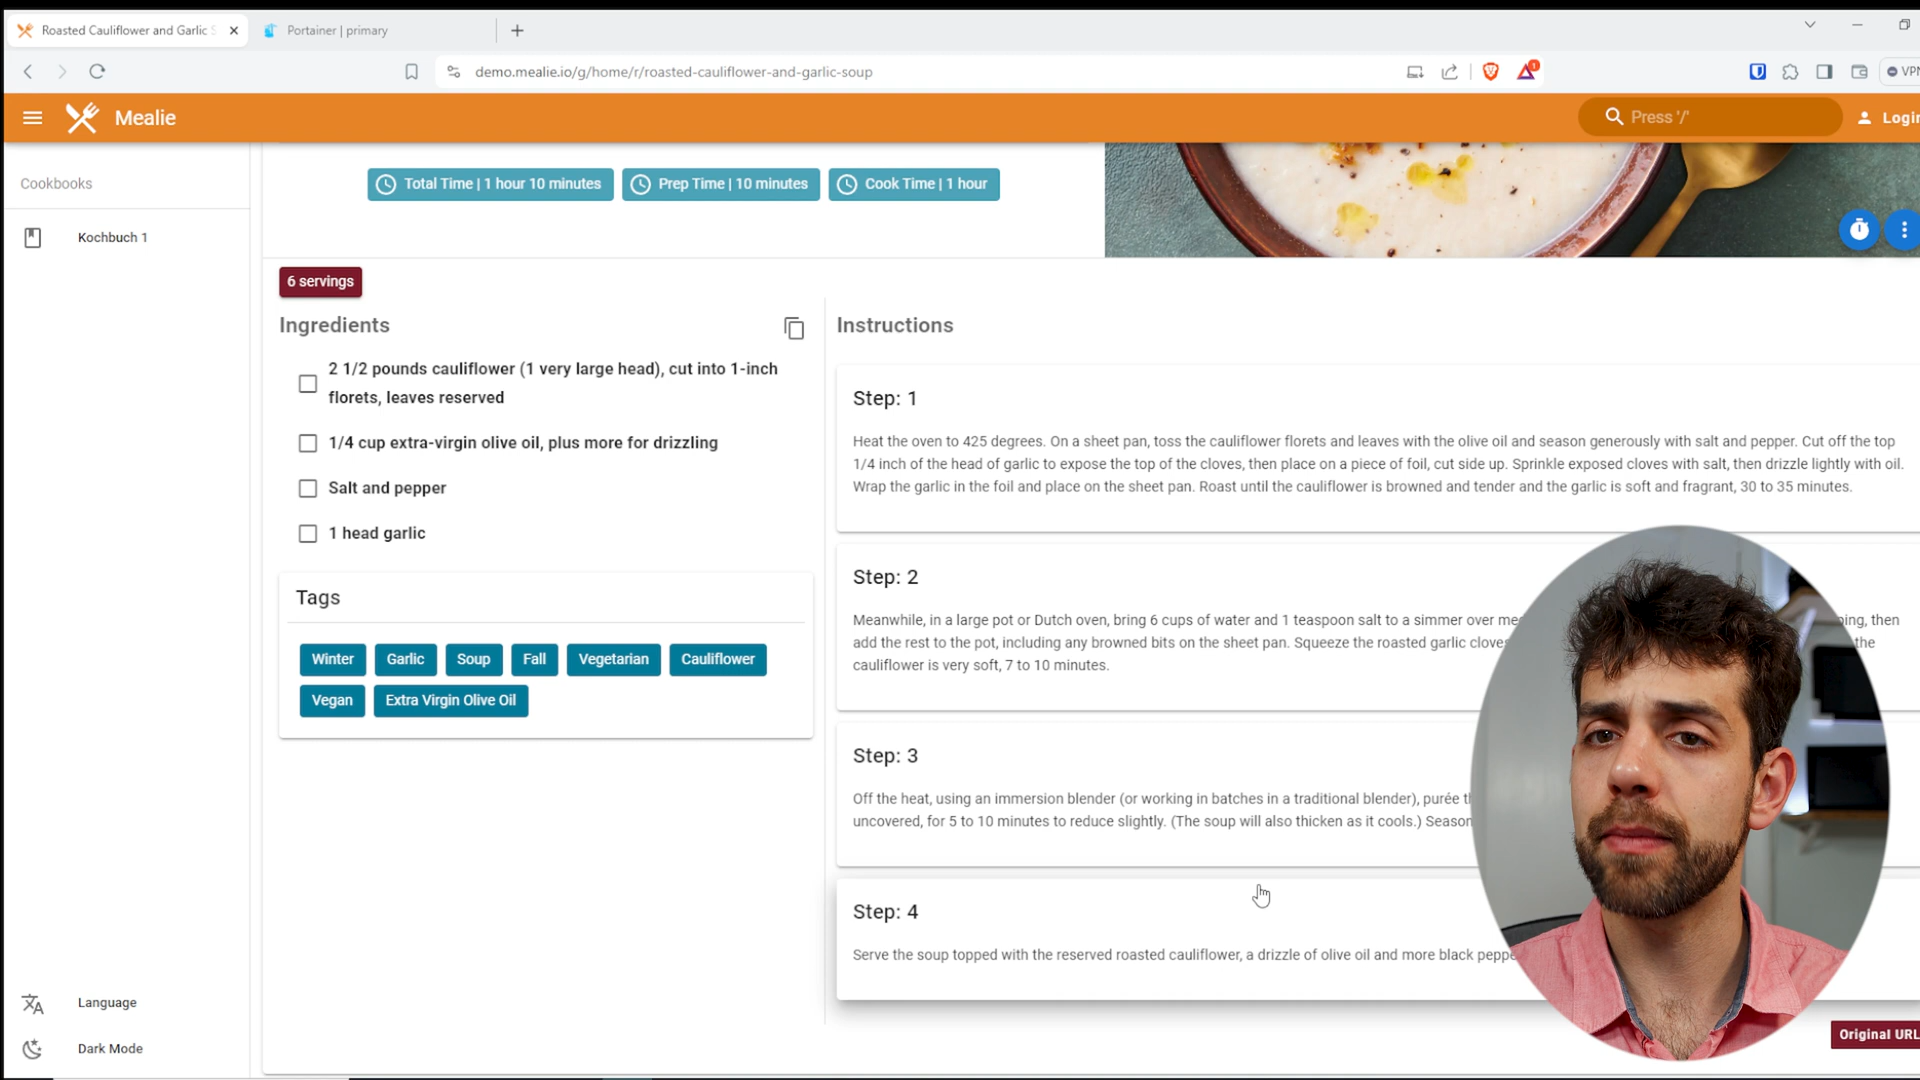 Roasted Cauliflower and Garlic S
Portainer | primary
demo.mealie.io/g/home/r/roasted-cauliflower-and-garlic-soup
1
VPN
Mealie
Press '/'
Login
Cookbooks
Kochbuch 1
Total Time | 1 hour 10 minutes
Prep Time | 10 minutes
Cook Time | 1 hour
6 servings
Ingredients
2 1/2 pounds cauliflower (1 very large head), cut into 1-inch
florets, leaves reserved
1/4 cup extra-virgin olive oil, plus more for drizzling
Salt and pepper
1 head garlic
Tags
Winter
Garlic
Soup
Fall
Vegetarian
Cauliflower
Vegan
Extra Virgin Olive Oil
Instructions
Step: 1
Heat the oven to 425 degrees. On a sheet pan, toss the cauliflower florets and leaves with the olive oil and season generously with salt and pepper. Cut off the top
1/4 inch of the head of garlic to expose the top of the cloves, then place on a piece of foil, cut side up. Sprinkle exposed cloves with salt, then drizzle lightly with oil.
Wrap the garlic in the foil and place on the sheet pan. Roast until the cauliflower is browned and tender and the garlic is soft and fragrant, 30 to 35 minutes.
Step: 2
Meanwhile, in a large pot or Dutch oven, bring 6 cups of water and 1 teaspoon salt to a simmer over me ing, then
add the rest to the pot, including any browned bits on the sheet pan. Squeeze the roasted garlic cloves the
cauliflower is very soft, 7 to 10 minutes.
Step: 3
Off the heat, using an immersion blender (or working in batches in a traditional blender), purée th
uncovered, for 5 to 10 minutes to reduce slightly. (The soup will also thicken as it cools.) Season
Step: 4
Serve the soup topped with the reserved roasted cauliflower, a drizzle of olive oil and more black peppe
Original URL
Language
Dark Mode